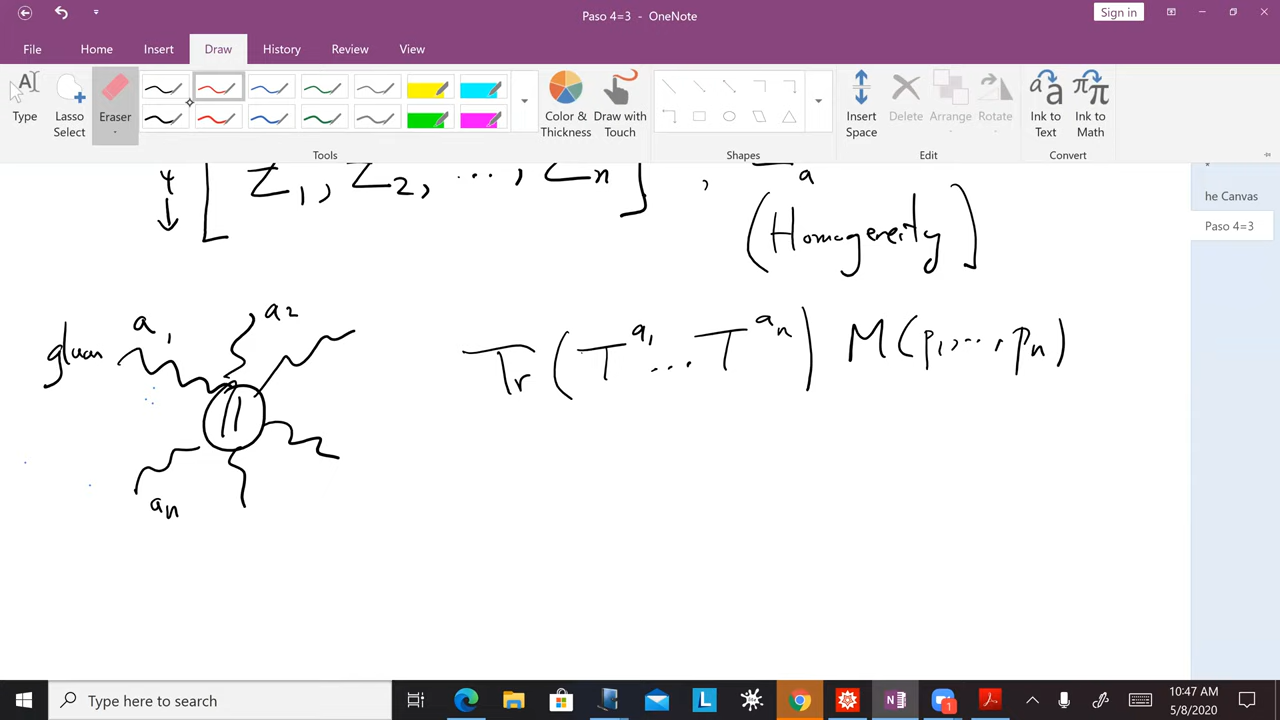 Paso 4=3 - OneNote
Sign in
File Home Insert Draw History Review View
Type
Lasso Select
Eraser
Color & Thickness
Draw with Touch
Insert Space
Delete
Arrange
Rotate
Ink to Text
Ink to Math
Tools
Shapes
Edit
Convert
he Canvas
Paso 4=3
4 ↓ [ Z1, Z2, ..., Zn ] ,
a
(Homogeneity)
gluon a1 a2
Tr (T^a1 ... T^an) M(p1, ..., pn)
an
Type here to search
10:47 AM
5/8/2020